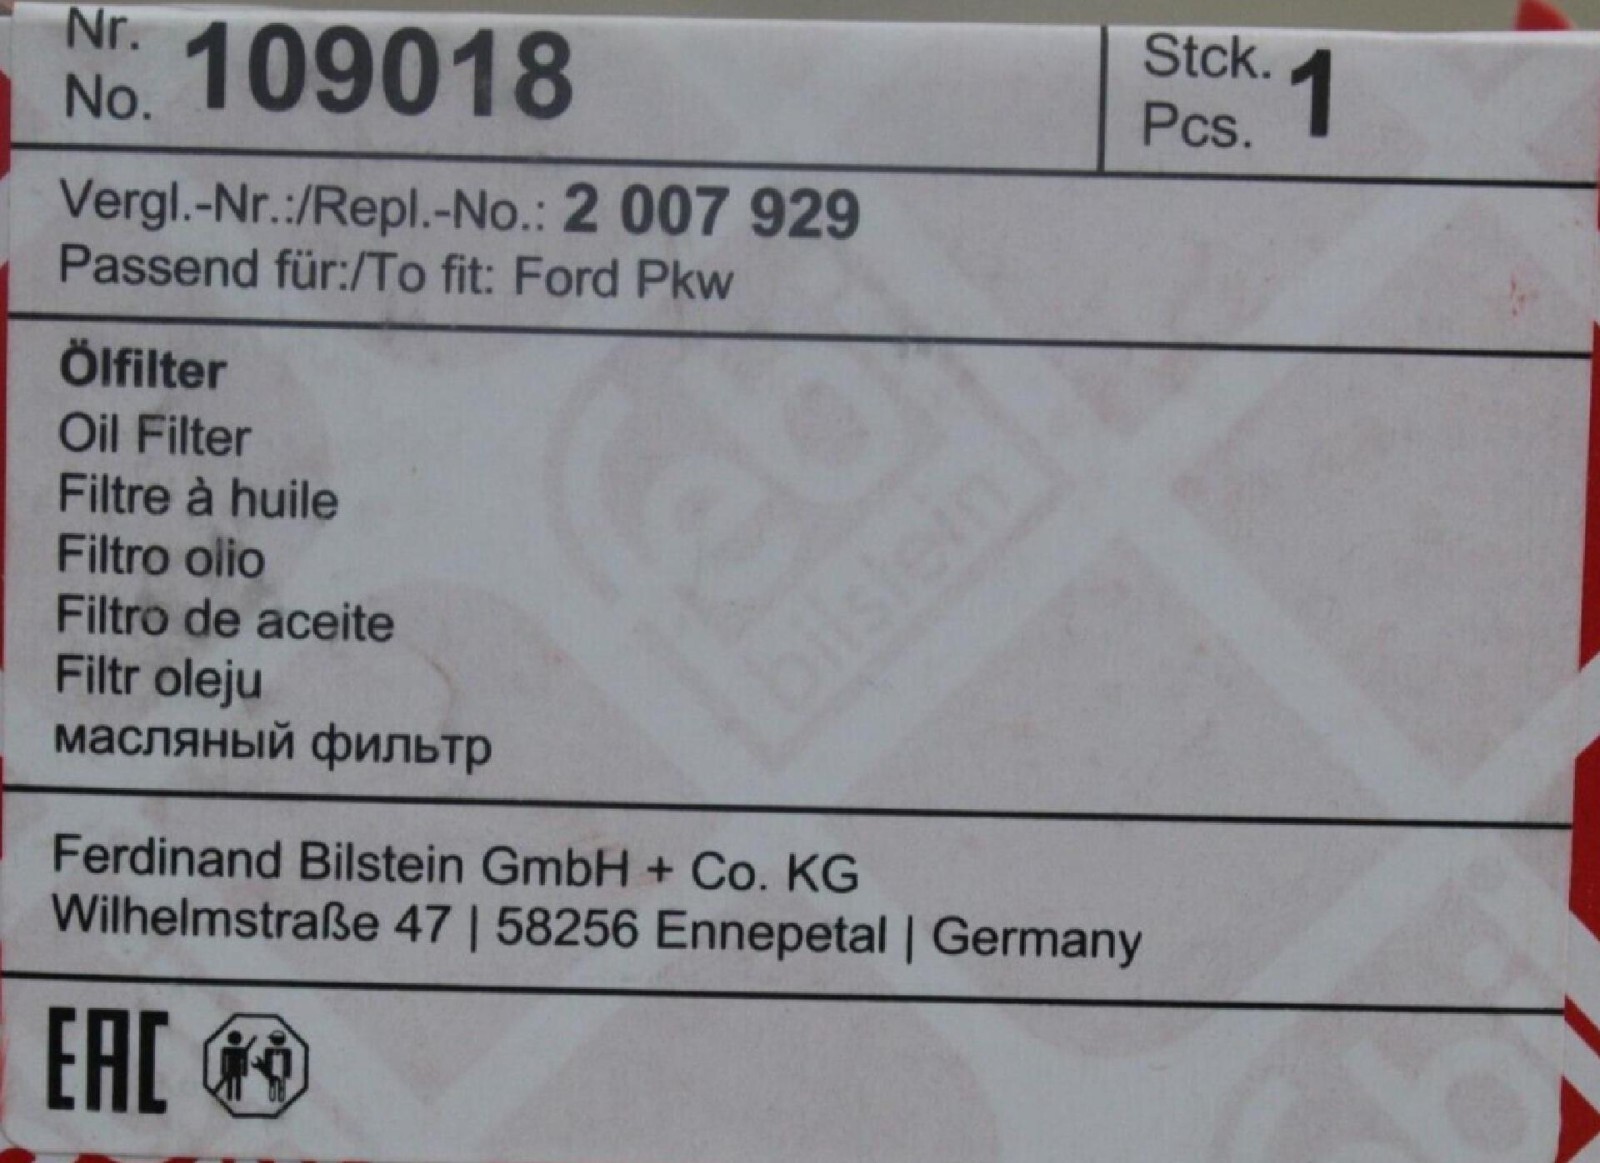 Nr. 109018
No.
Stck. 1
Pcs.
Vergl.-Nr.:/Repl.-No.: 2 007 929
Passend für:/To fit: Ford Pkw
Ölfilter
Oil Filter
Filtre à huile
Filtro olio
Filtro de aceite
Filtr oleju
масляный фильтр
febi
bilstein
Ferdinand Bilstein GmbH + Co. KG
Wilhelmstraße 47 | 58256 Ennepetal | Germany
EAC